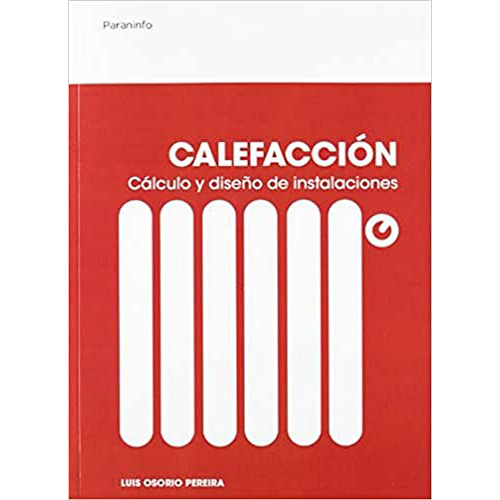 Paraninfo
CALEFACCIÓN
Cálculo y diseño de instalaciones
LUIS OSORIO PEREIRA